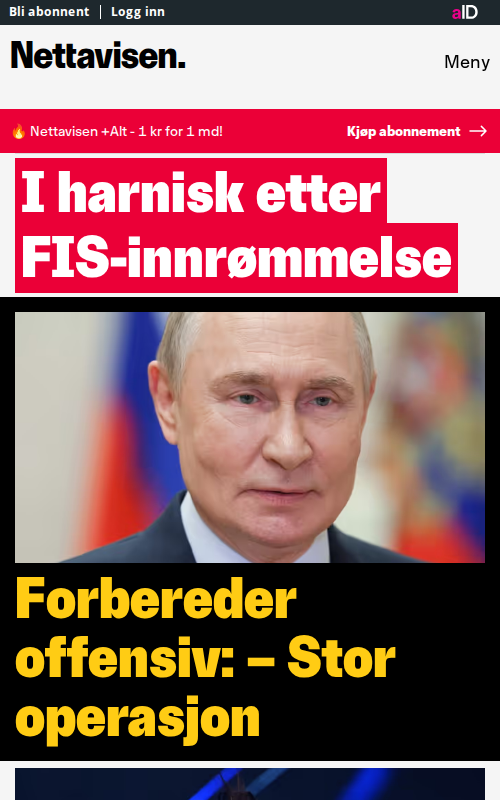 Bli abonnent | Logg inn
aID
Nettavisen.
Meny
🔥 Nettavisen +Alt - 1 kr for 1 md!
Kjøp abonnement →
I harnisk etter
FIS-innrømmelse
Forbereder
offensiv: – Stor
operasjon